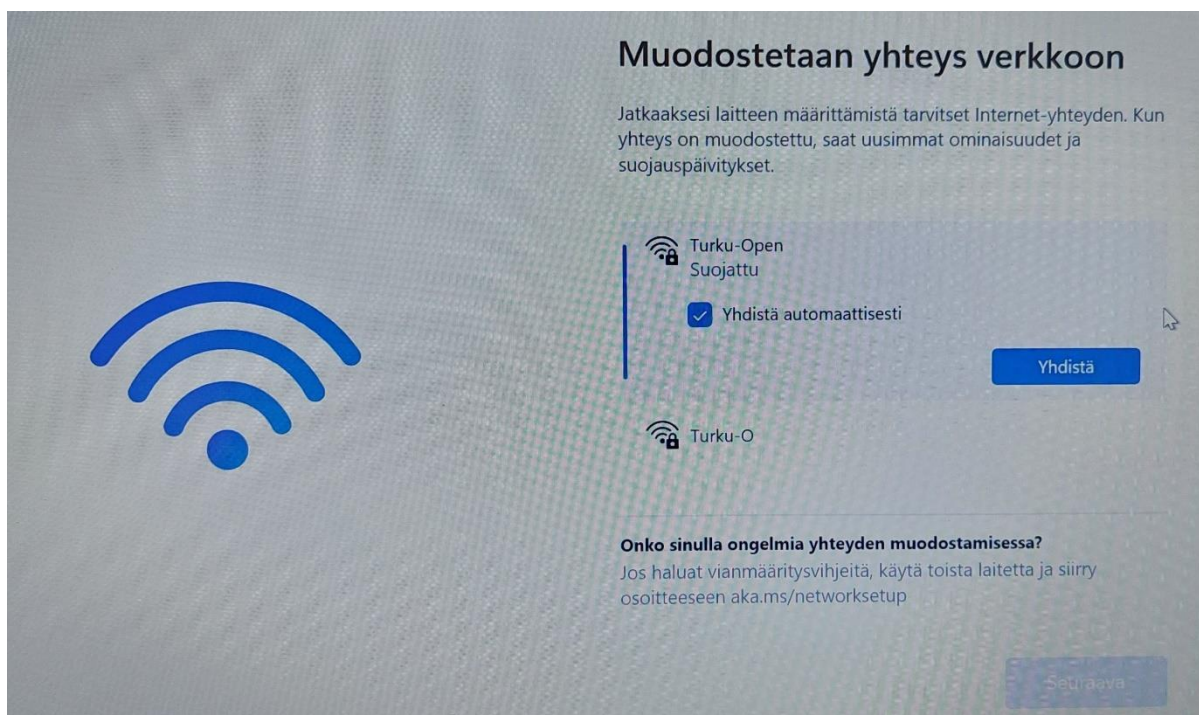 Muodostetaan yhteys verkkoon
Jatkaaksesi laitteen määrittämistä tarvitset Internet-yhteyden. Kun
yhteys on muodostettu, saat uusimmat ominaisuudet ja
suojauspäivitykset.
Turku-Open
Suojattu
Yhdistä automaattisesti
Yhdistä
Turku-O
Onko sinulla ongelmia yhteyden muodostamisessa?
Jos haluat vianmääritysvihjeitä, käytä toista laitetta ja siirry
osoitteeseen aka.ms/networksetup
Seuraava